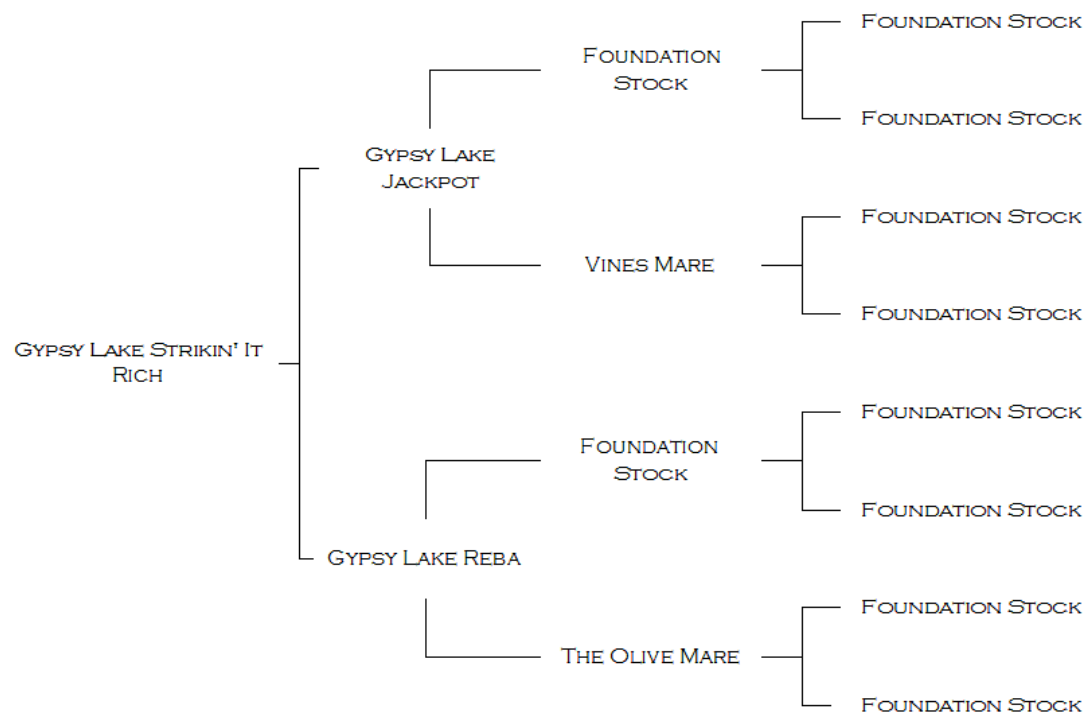 Foundation Stock
Foundation
Stock
Foundation Stock
Gypsy Lake
Jackpot
Foundation Stock
Vines Mare
Foundation Stock
Gypsy Lake Strikin' It
Rich
Foundation Stock
Foundation
Stock
Foundation Stock
Gypsy Lake Reba
Foundation Stock
The Olive Mare
Foundation Stock